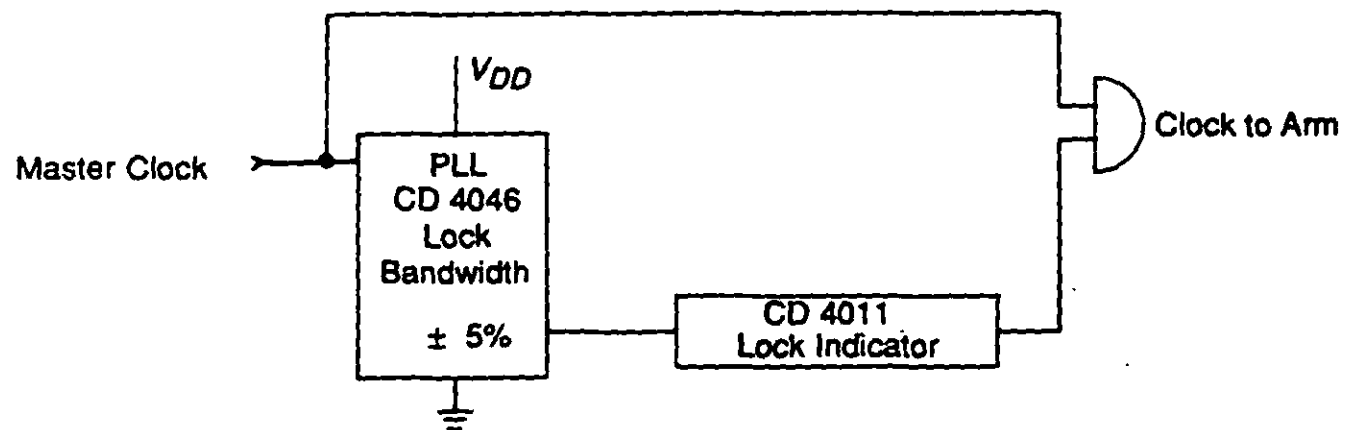 V_DD
Master Clock
PLL
CD 4046
Lock
Bandwidth
± 5%
CD 4011
Lock Indicator
Clock to Arm